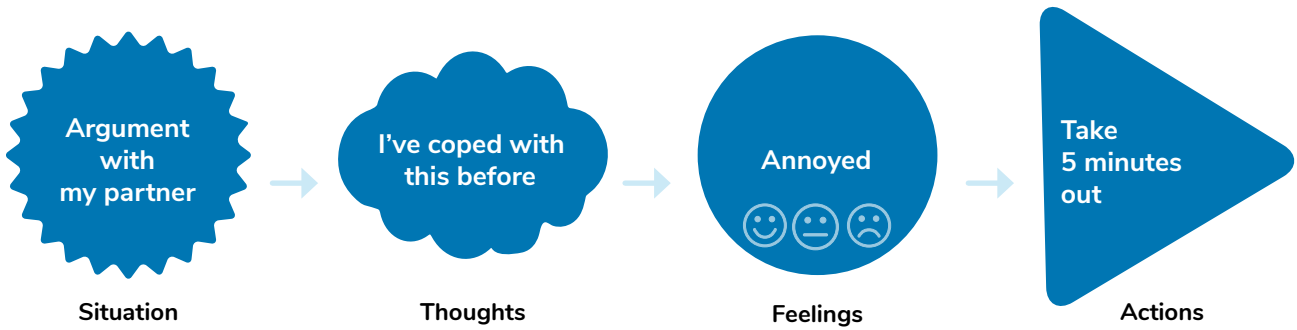 Argument
with
my partner
I’ve coped with
this before
Annoyed
Take
5 minutes
out
Situation
Thoughts
Feelings
Actions